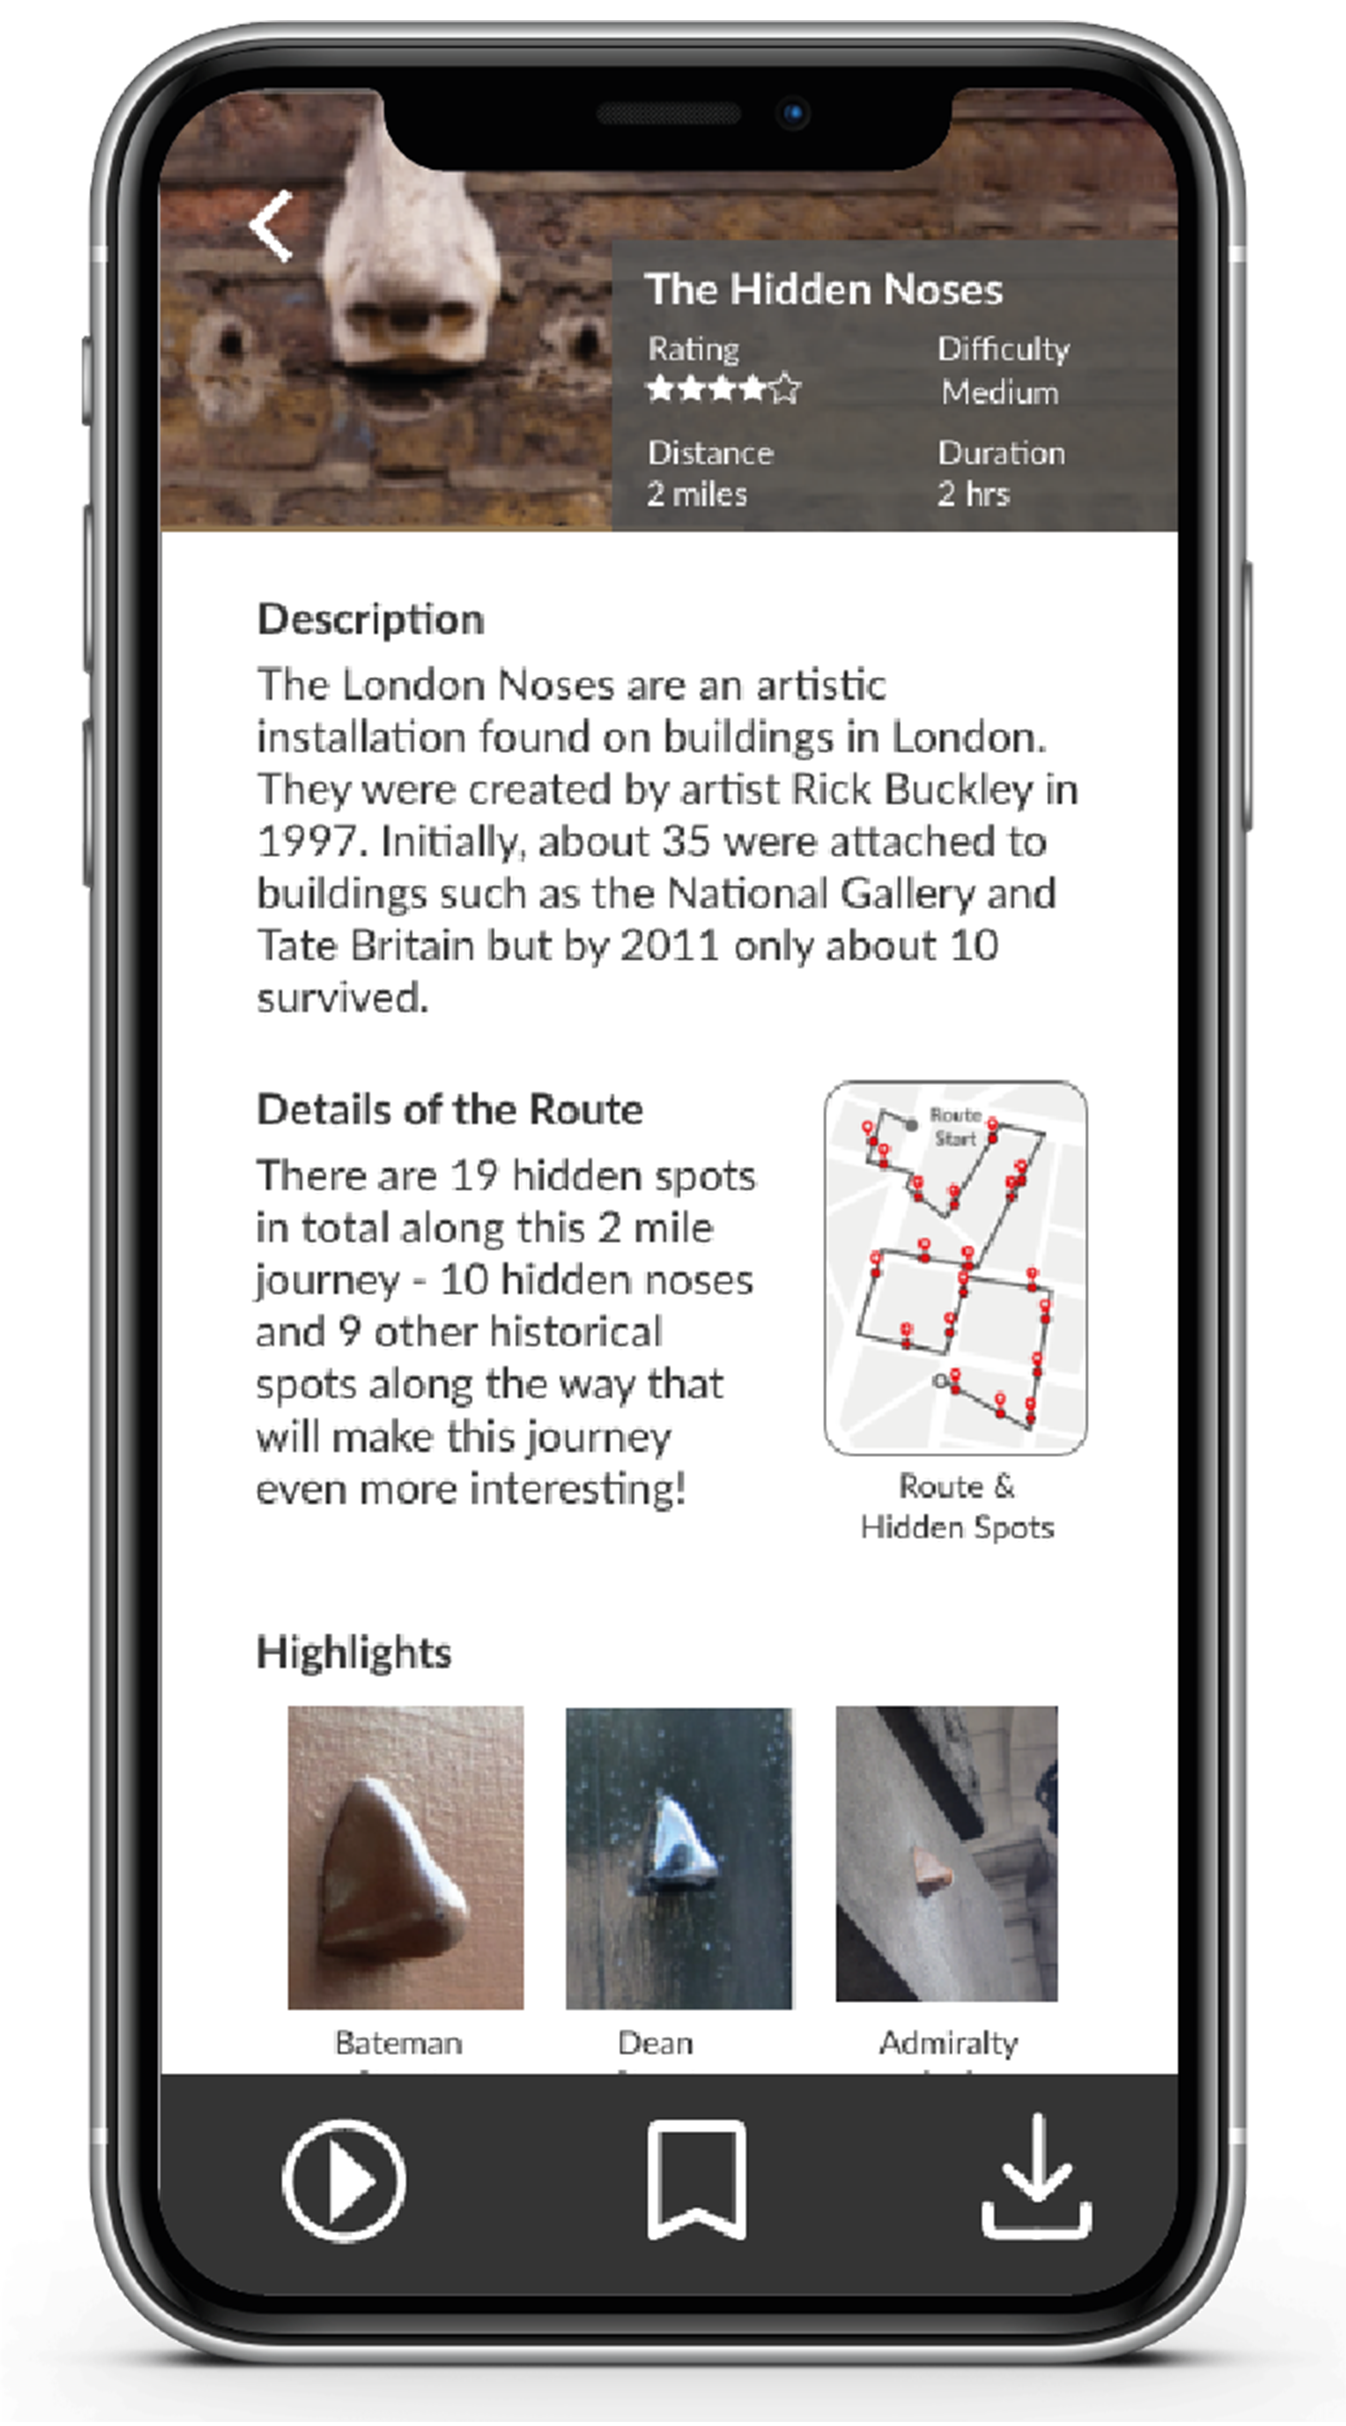 The Hidden Noses
Rating
Difficulty
Medium
Distance
Duration
2 miles
2 hrs
Description
The London Noses are an artistic
installation found on buildings in London.
They were created by artist Rick Buckley in
1997. Initially, about 35 were attached to
buildings such as the National Gallery and
Tate Britain but by 2011 only about 10
survived.
Details of the Route
There are 19 hidden spots
in total along this 2 mile
journey - 10 hidden noses
and 9 other historical
spots along the way that
will make this journey
even more interesting!
Route
Start
Route &
Hidden Spots
Highlights
Bateman
Dean
Admiralty